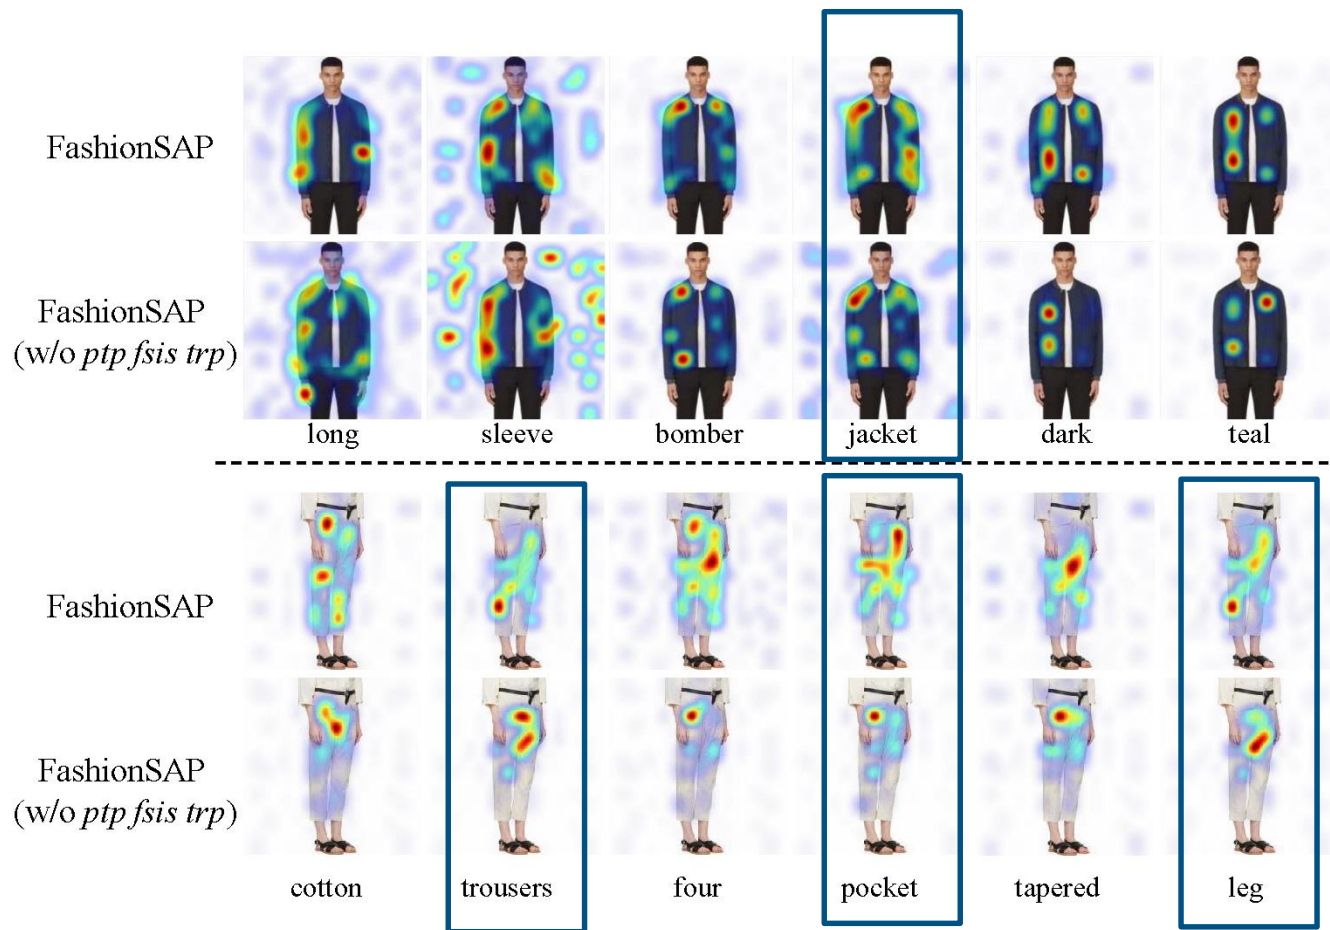 FashionSAP
FashionSAP
(w/o ptp fsis trp)
long sleeve bomber jacket dark teal
FashionSAP
FashionSAP
(w/o ptp fsis trp)
cotton trousers four pocket tapered leg